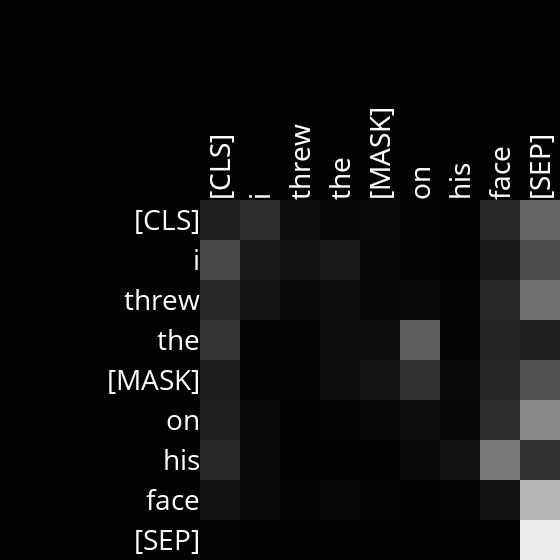 [CLS] i threw the [MASK] on his face [SEP]
[CLS]
i
threw
the
[MASK]
on
his
face
[SEP]